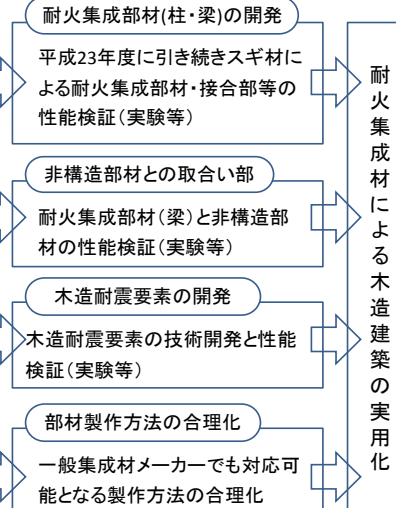 耐火集成部材(柱・梁)の開発
平成23年度に引き続きスギ材に
よる耐火集成部材・接合部等の
性能検証（実験等）
非構造部材との取合い部
耐火集成部材（梁）と非構造部
材の性能検証（実験等）
木造耐震要素の開発
木造耐震要素の技術開発と性能
検証（実験等）
部材製作方法の合理化
一般集成材メーカーでも対応可
能となる製作方法の合理化
耐火集成材による木造建築の実用化